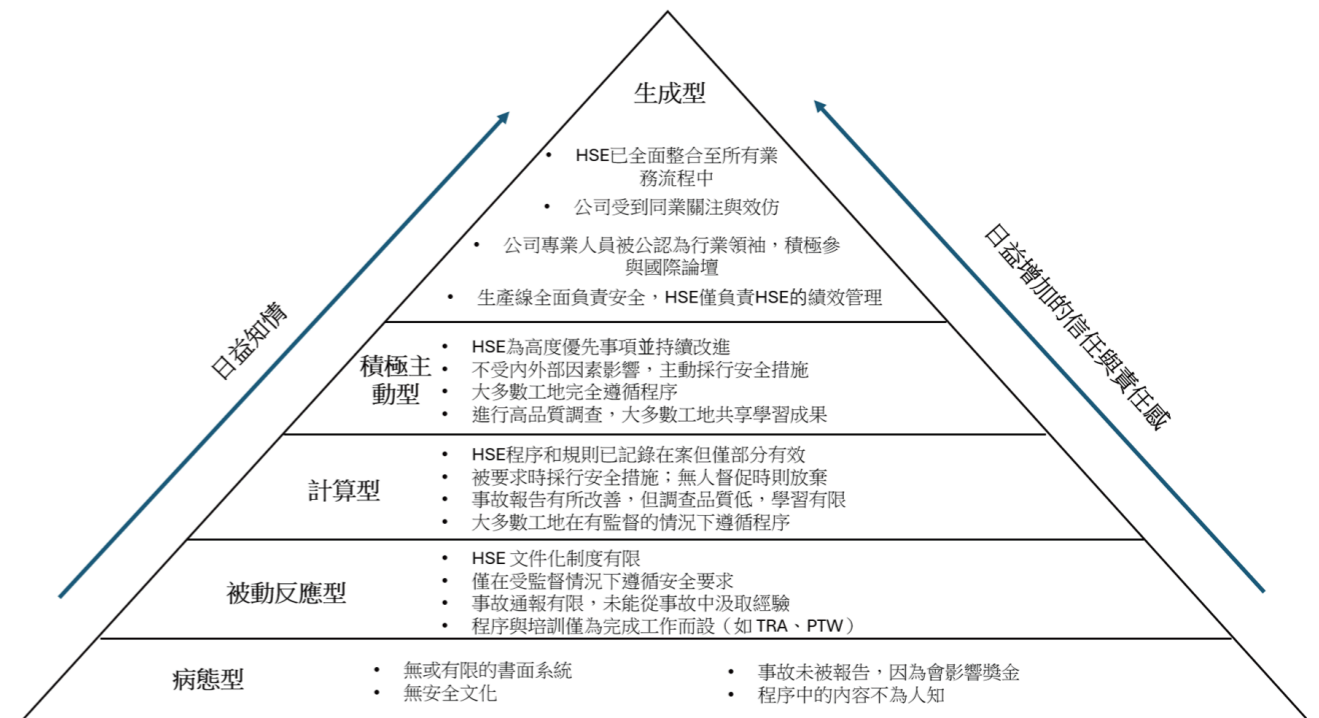 生成型
• HSE已全面整合至所有業
務流程中
• 公司受到同業關注與效仿
• 公司專業人員被公認為行業領袖，積極參
與國際論壇
• 生產線全面負責安全，HSE僅負責HSE的績效管理
日益知情
日益增加的信任與責任感
積極主
動型
• HSE為高度優先事項並持續改進
• 不受內外部因素影響，主動採行安全措施
• 大多數工地完全遵循程序
• 進行高品質調查，大多數工地共享學習成果
計算型
• HSE程序和規則已記錄在案但僅部分有效
• 被要求時採行安全措施；無人督促時則放棄
• 事故報告有所改善，但調查品質低，學習有限
• 大多數工地在有監督的情況下遵循程序
被動反應型
• HSE 文件化制度有限
• 僅在受監督情況下遵循安全要求
• 事故通報有限，未能從事故中汲取經驗
• 程序與培訓僅為完成工作而設（如 TRA、PTW）
病態型
• 無或有限的書面系統
• 無安全文化
• 事故未被報告，因為會影響獎金
• 程序中的內容不為人知